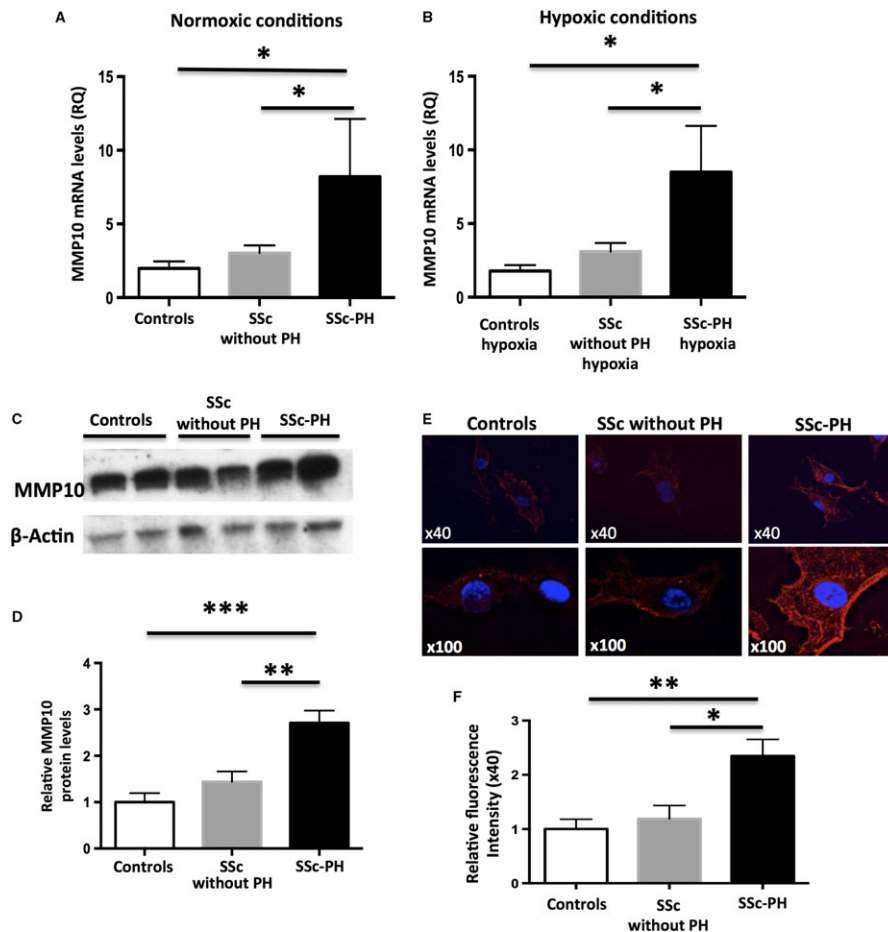 A
Normoxic conditions
*
*
MMP10 mRNA levels (RQ)
15
10
5
0
Controls
SSc
without PH
SSc-PH
B
Hypoxic conditions
*
*
MMP10 mRNA levels (RQ)
15
10
5
0
Controls
hypoxia
SSc
without PH
hypoxia
SSc-PH
hypoxia
C
Controls
SSc
without PH
SSc-PH
MMP10
β-Actin
D
***
**
Relative MMP10
protein levels
4
3
2
1
0
Controls
SSc
without PH
SSc-PH
E
Controls
SSc without PH
SSc-PH
x40
x40
x40
x100
x100
x100
F
**
*
Relative fluorescence
Intensity (x40)
3
2
1
0
Controls
SSc
without PH
SSc-PH